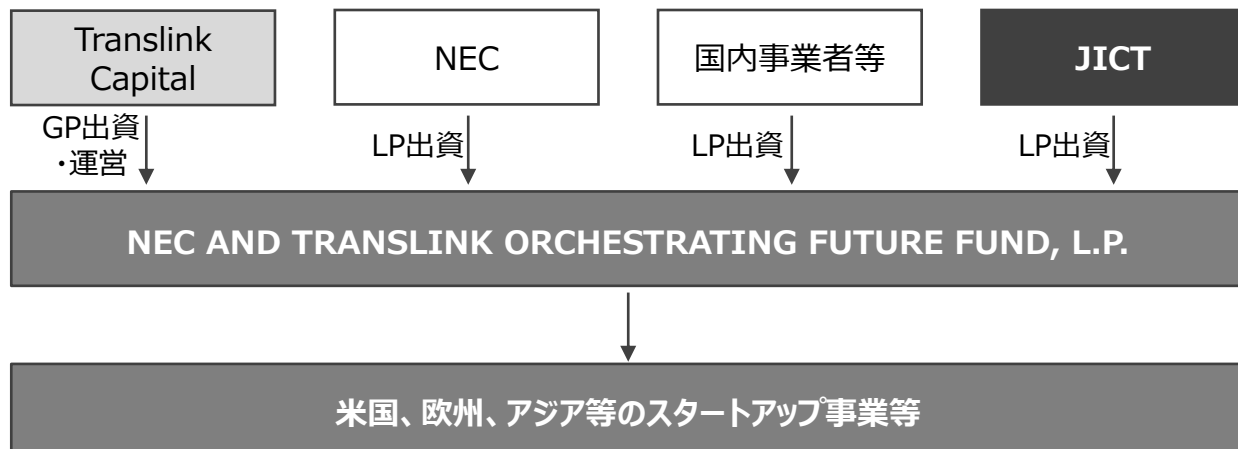 Translink
Capital
NEC
国内事業者等
JICT
GP出資
・運営
LP出資
LP出資
LP出資
NEC AND TRANSLINK ORCHESTRATING FUTURE FUND, L.P.
米国、欧州、アジア等のスタートアップ事業等